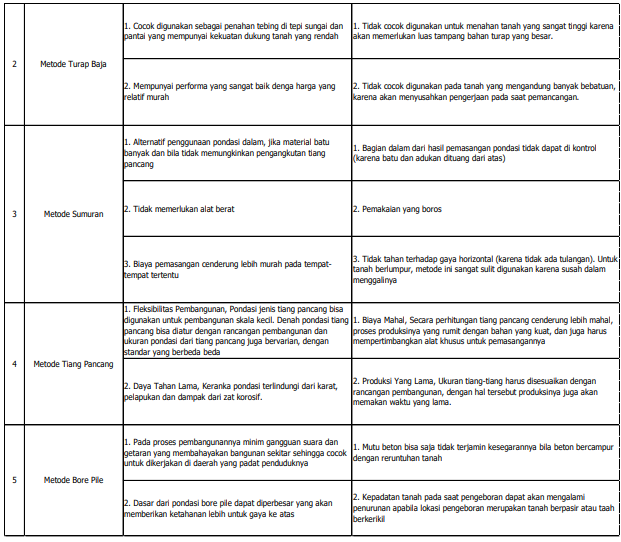 2
Metode Turap Baja
1. Cocok digunakan sebagai penahan tebing di tepi sungai dan
pantai yang mempunyai kekuatan dukung tanah yang rendah
1. Tidak cocok digunakan untuk menahan tanah yang sangat tinggi karena
akan memerlukan luas tampang bahan turap yang besar.
2. Mempunyai performa yang sangat baik denga harga yang
relatif murah
2. Tidak cocok digunakan pada tanah yang mengandung banyak bebatuan,
karena akan menyusahkan pengerjaan pada saat pemancangan.
3
Metode Sumuran
1. Alternatif penggunaan pondasi dalam, jika material batu
banyak dan bila tidak memungkinkan pengangkutan tiang
pancang
1. Bagian dalam dari hasil pemasangan pondasi tidak dapat di kontrol
(karena batu dan adukan dituang dari atas)
2. Tidak memerlukan alat berat
2. Pemakaian yang boros
3. Biaya pemasangan cenderung lebih murah pada tempat-
tempat tertentu
3. Tidak tahan terhadap gaya horizontal (karena tidak ada tulangan). Untuk
tanah berlumpur, metode ini sangat sulit digunakan karena susah dalam
menggalinya
4
Metode Tiang Pancang
1. Fleksibilitas Pembangunan, Pondasi jenis tiang pancang bisa
digunakan untuk pembangunan skala kecil. Denah pondasi tiang
pancang bisa diatur dengan rancangan pembangunan dan
ukuran pondasi dari tiang pancang juga bervarian, dengan
standar yang berbeda beda
1. Biaya Mahal, Secara perhitungan tiang pancang cenderung lebih mahal,
proses produksinya yang rumit dengan bahan yang kuat, dan juga harus
mempertimbangkan alat khusus untuk pemasangannya
2. Daya Tahan Lama, Keranka pondasi terlindungi dari karat,
pelapukan dan dampak dari zat korosif.
2. Produksi Yang Lama, Ukuran tiang-tiang harus disesuaikan dengan
rancangan pembangunan, dengan hal tersebut produksinya juga akan
memakan waktu yang lama.
5
Metode Bore Pile
1. Pada proses pembangunannya minim gangguan suara dan
getaran yang membahayakan bangunan sekitar sehingga cocok
untuk dikerjakan di daerah yang padat penduduknya
1. Mutu beton bisa saja tidak terjamin kesegarannya bila beton bercampur
dengan reruntuhan tanah
2. Dasar dari pondasi bore pile dapat diperbesar yang akan
memberikan ketahanan lebih untuk gaya ke atas
2. Kepadatan tanah pada saat pengeboran dapat akan mengalami
penurunan apabila lokasi pengeboran merupakan tanah berpasir atau taah
berkerikil